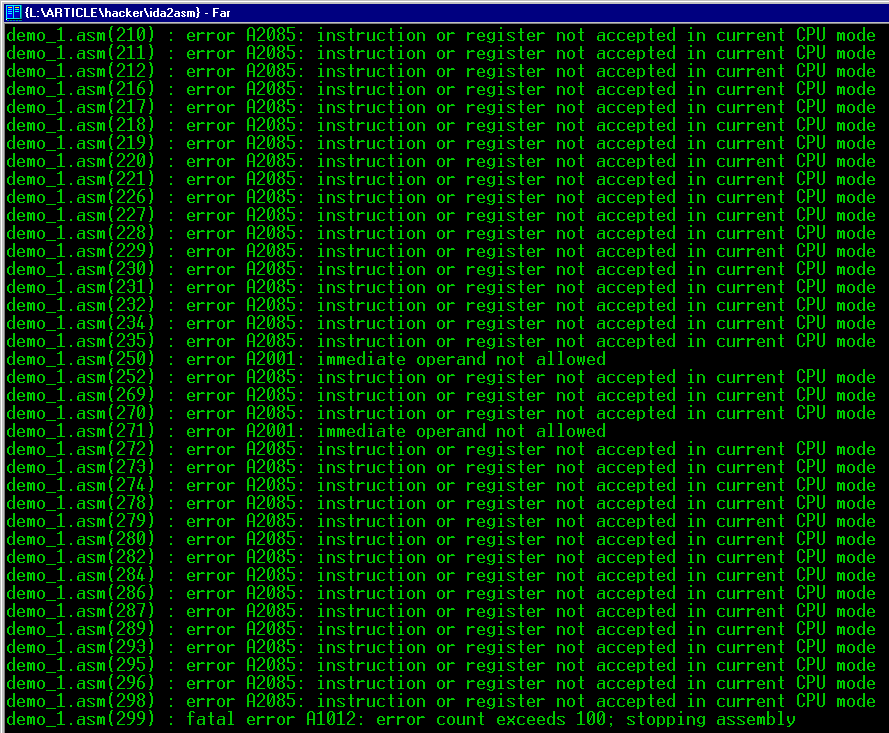 {L:\ARTICLE\hacker\ida2asm} - Far
demo_1.asm(210) : error A2085: instruction or register not accepted in current CPU mode
demo_1.asm(211) : error A2085: instruction or register not accepted in current CPU mode
demo_1.asm(212) : error A2085: instruction or register not accepted in current CPU mode
demo_1.asm(216) : error A2085: instruction or register not accepted in current CPU mode
demo_1.asm(217) : error A2085: instruction or register not accepted in current CPU mode
demo_1.asm(218) : error A2085: instruction or register not accepted in current CPU mode
demo_1.asm(219) : error A2085: instruction or register not accepted in current CPU mode
demo_1.asm(220) : error A2085: instruction or register not accepted in current CPU mode
demo_1.asm(221) : error A2085: instruction or register not accepted in current CPU mode
demo_1.asm(226) : error A2085: instruction or register not accepted in current CPU mode
demo_1.asm(227) : error A2085: instruction or register not accepted in current CPU mode
demo_1.asm(228) : error A2085: instruction or register not accepted in current CPU mode
demo_1.asm(229) : error A2085: instruction or register not accepted in current CPU mode
demo_1.asm(230) : error A2085: instruction or register not accepted in current CPU mode
demo_1.asm(231) : error A2085: instruction or register not accepted in current CPU mode
demo_1.asm(232) : error A2085: instruction or register not accepted in current CPU mode
demo_1.asm(234) : error A2085: instruction or register not accepted in current CPU mode
demo_1.asm(235) : error A2085: instruction or register not accepted in current CPU mode
demo_1.asm(250) : error A2001: immediate operand not allowed
demo_1.asm(252) : error A2085: instruction or register not accepted in current CPU mode
demo_1.asm(269) : error A2085: instruction or register not accepted in current CPU mode
demo_1.asm(270) : error A2085: instruction or register not accepted in current CPU mode
demo_1.asm(271) : error A2001: immediate operand not allowed
demo_1.asm(272) : error A2085: instruction or register not accepted in current CPU mode
demo_1.asm(273) : error A2085: instruction or register not accepted in current CPU mode
demo_1.asm(274) : error A2085: instruction or register not accepted in current CPU mode
demo_1.asm(278) : error A2085: instruction or register not accepted in current CPU mode
demo_1.asm(279) : error A2085: instruction or register not accepted in current CPU mode
demo_1.asm(280) : error A2085: instruction or register not accepted in current CPU mode
demo_1.asm(282) : error A2085: instruction or register not accepted in current CPU mode
demo_1.asm(284) : error A2085: instruction or register not accepted in current CPU mode
demo_1.asm(286) : error A2085: instruction or register not accepted in current CPU mode
demo_1.asm(287) : error A2085: instruction or register not accepted in current CPU mode
demo_1.asm(289) : error A2085: instruction or register not accepted in current CPU mode
demo_1.asm(293) : error A2085: instruction or register not accepted in current CPU mode
demo_1.asm(295) : error A2085: instruction or register not accepted in current CPU mode
demo_1.asm(296) : error A2085: instruction or register not accepted in current CPU mode
demo_1.asm(298) : error A2085: instruction or register not accepted in current CPU mode
demo_1.asm(299) : fatal error A1012: error count exceeds 100; stopping assembly